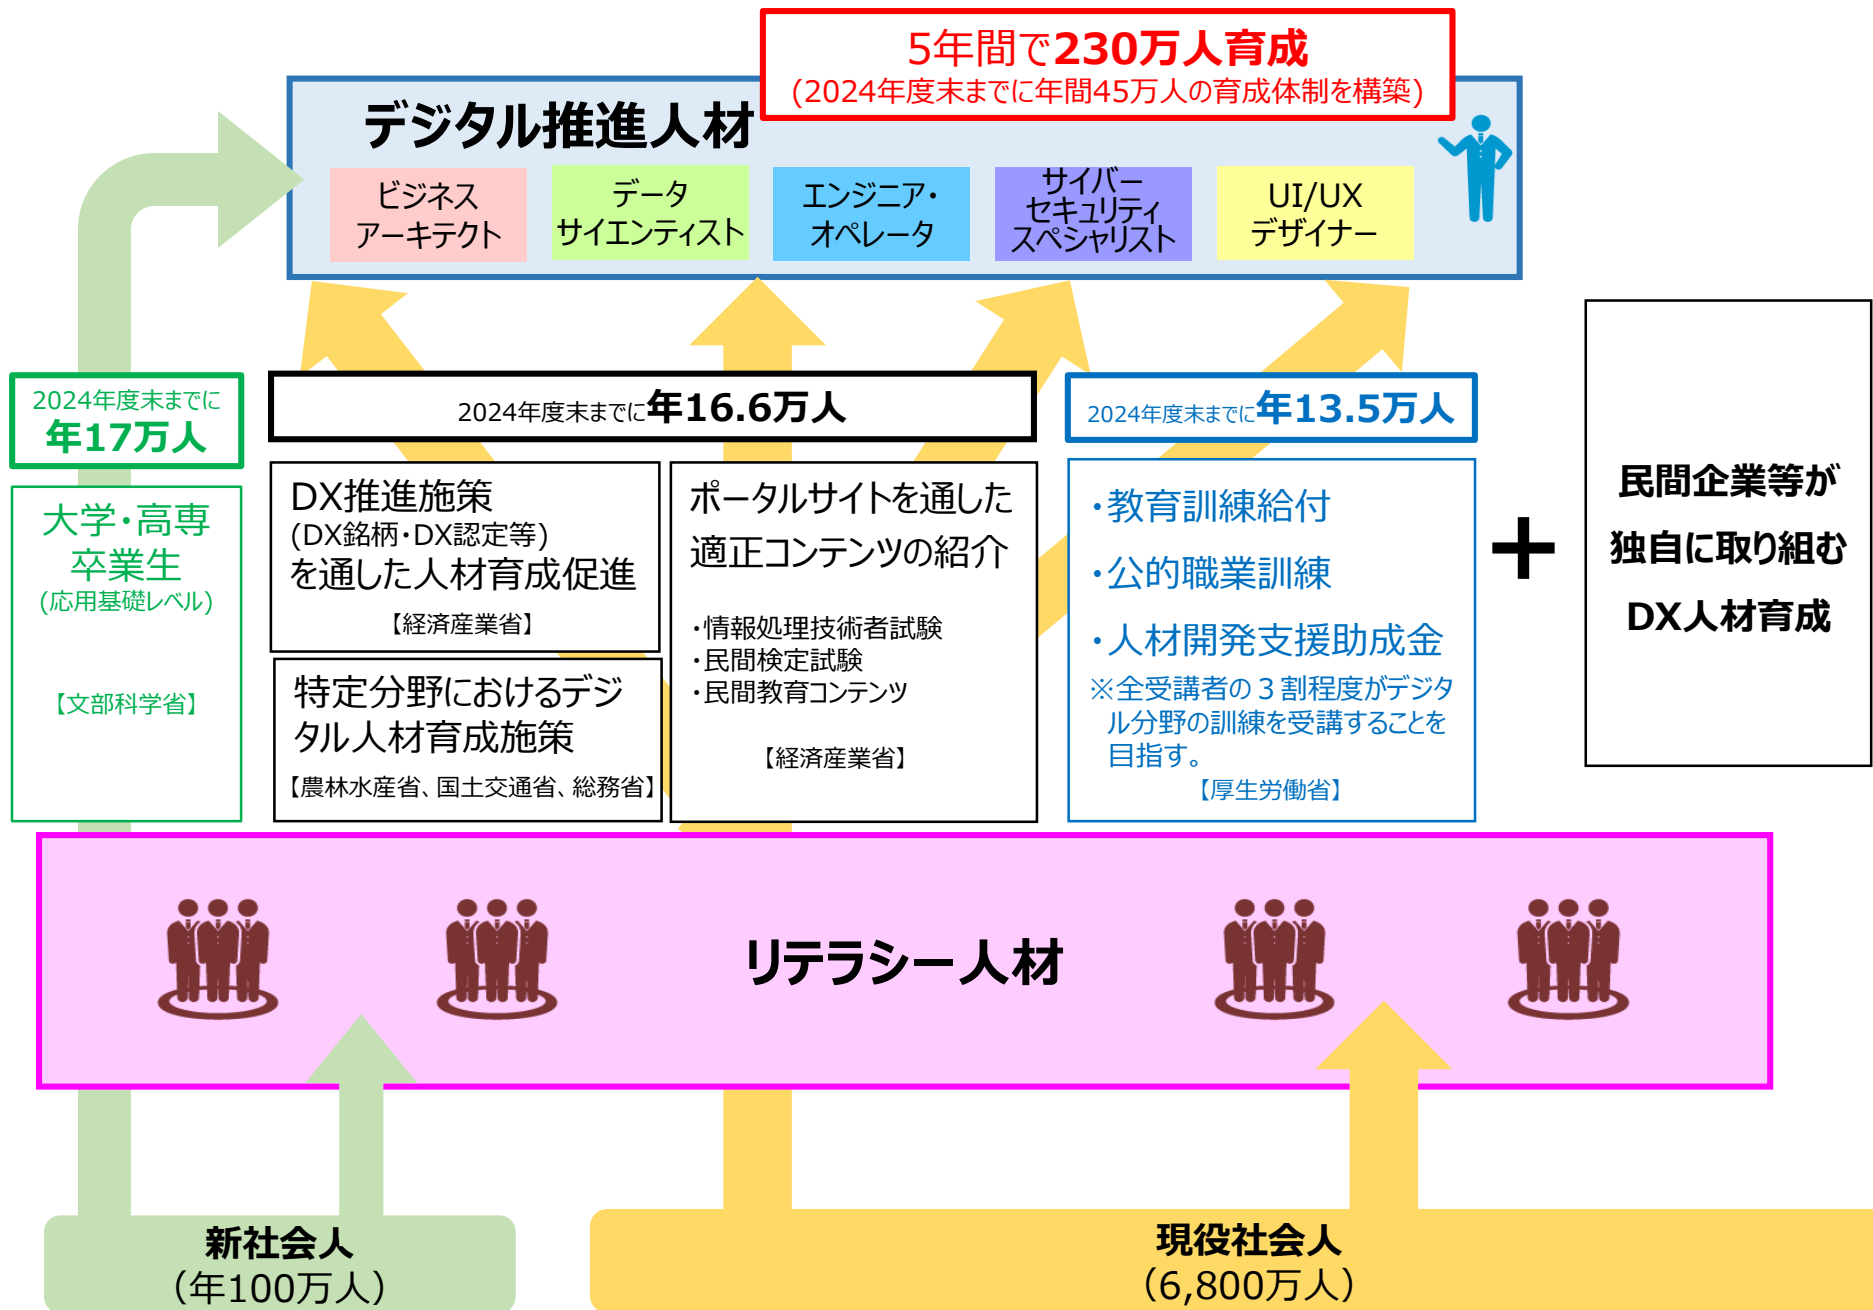 5年間で230万人育成
(2024年度末までに年間45万人の育成体制を構築)
デジタル推進人材
ビジネス
アーキテクト
データ
サイエンティスト
エンジニア・
オペレータ
サイバー
セキュリティ
スペシャリスト
UI/UX
デザイナー
2024年度末までに
年17万人
大学・高専
卒業生
(応用基礎レベル)
【文部科学省】
2024年度末までに年16.6万人
DX推進施策
(DX銘柄・DX認定等)
を通した人材育成促進
【経済産業省】
特定分野におけるデジ
タル人材育成施策
【農林水産省、国土交通省、総務省】
ポータルサイトを通した
適正コンテンツの紹介
・情報処理技術者試験
・民間検定試験
・民間教育コンテンツ
【経済産業省】
2024年度末までに年13.5万人
・教育訓練給付
・公的職業訓練
・人材開発支援助成金
※全受講者の3割程度がデジタ
ル分野の訓練を受講することを
目指す。
【厚生労働省】
+
民間企業等が
独自に取り組む
DX人材育成
リテラシー人材
新社会人
(年100万人)
現役社会人
(6,800万人)